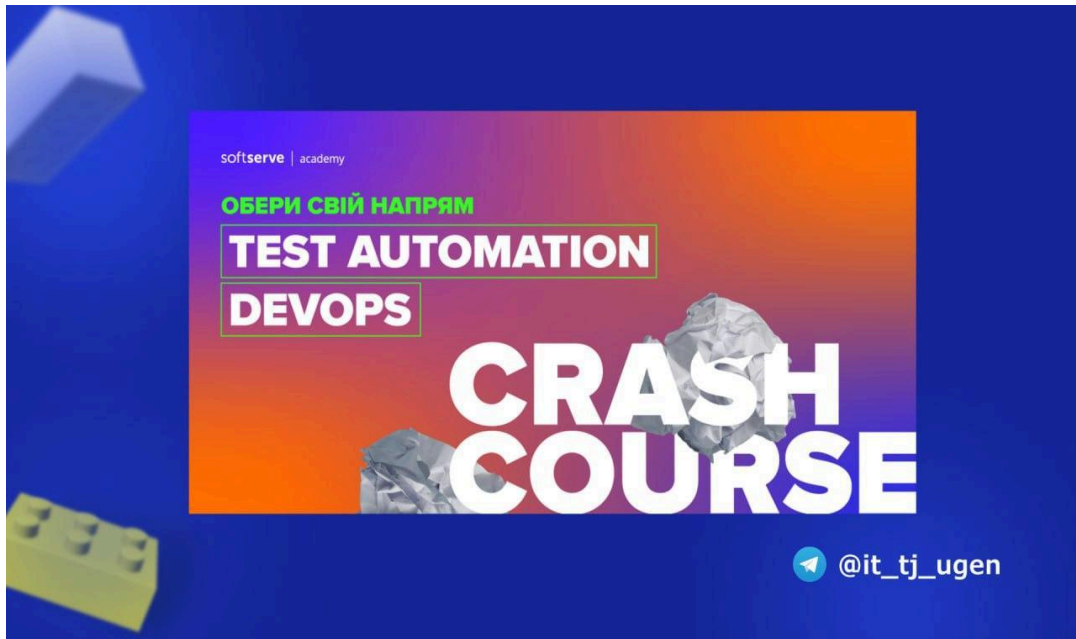 softserve | academy
ОБЕРИ СВІЙ НАПРЯМ
TEST AUTOMATION
DEVOPS
CRASH
COURSE
@it_tj_ugen